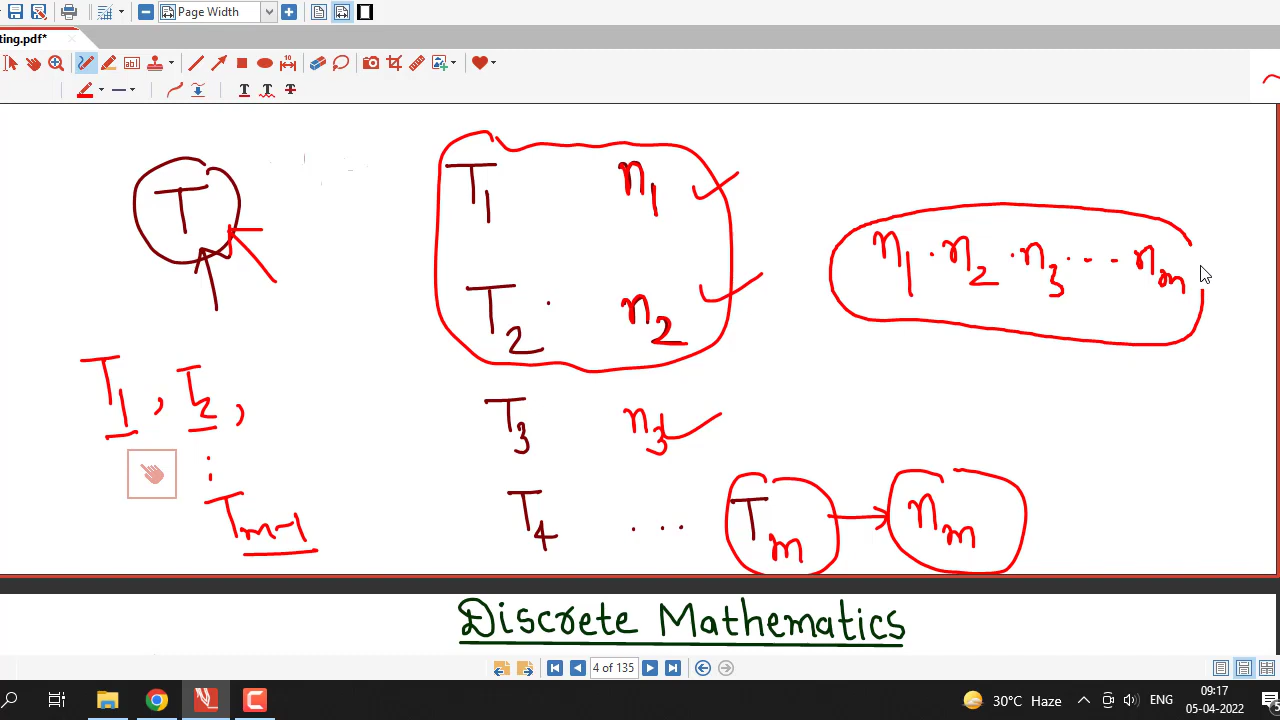 Page Width
ting.pdf*
10
T
T
T
T1 n1
T2 . n2
n1 . n2 . n3 . . . . nm
T1 , T2 ,
:
Tm-1
T3 n3
T4 . . . Tm → nm
Discrete Mathematics
4 of 135
30°C Haze
ENG
09:17
05-04-2022